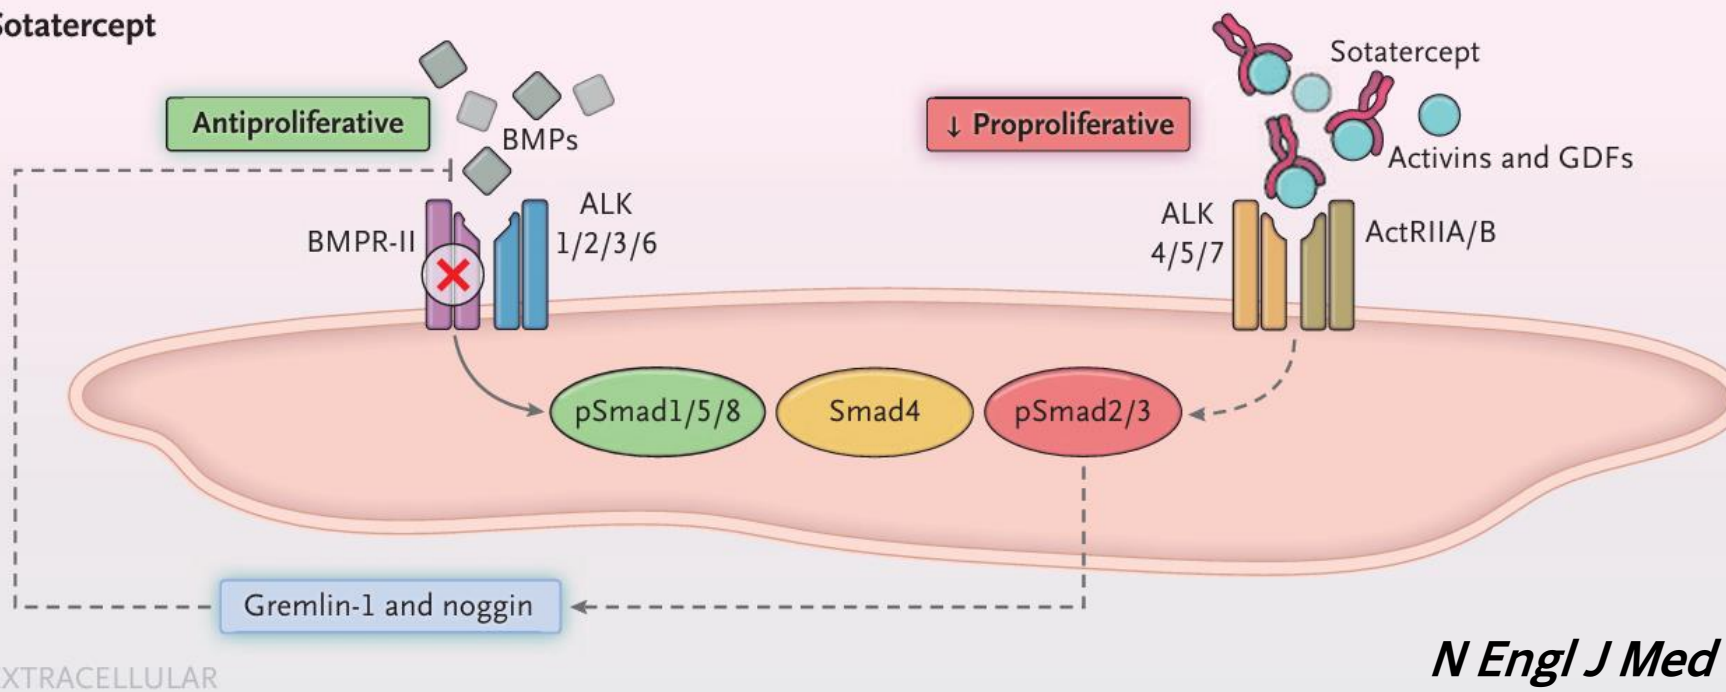 Sotatercept
Sotatercept
Antiproliferative
↓ Proproliferative
BMPs
Activins and GDFs
BMPR-II
ALK
1/2/3/6
ALK
4/5/7
ActRIIA/B
pSmad1/5/8
Smad4
pSmad2/3
Gremlin-1 and noggin
XTRACELLULAR
N Engl J Med